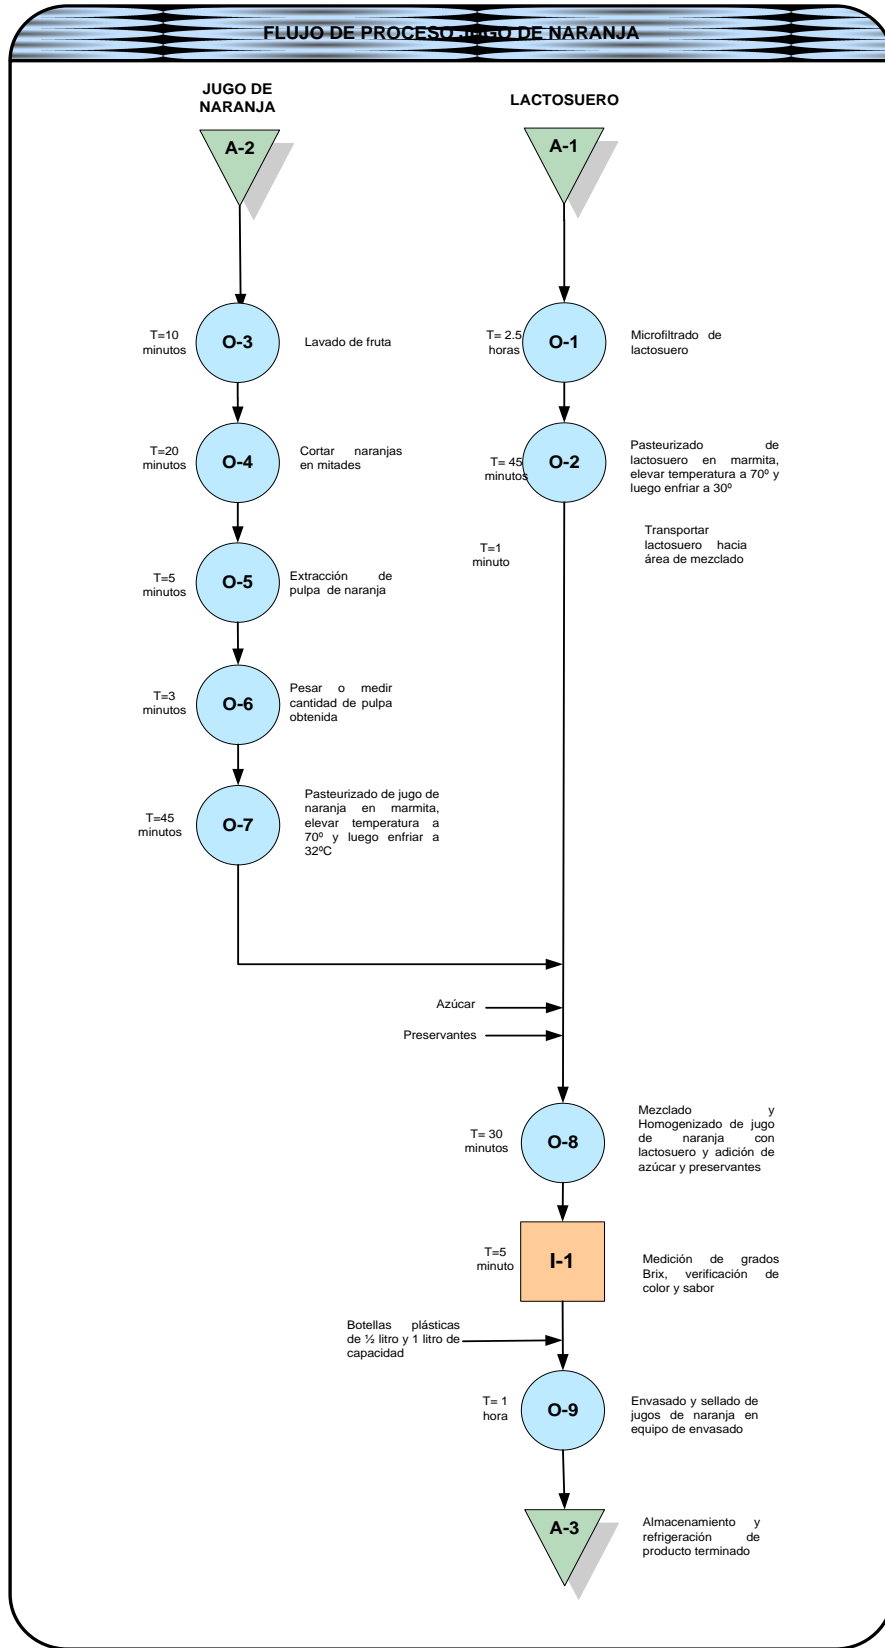 FLUJO DE PROCESO JUGO DE NARANJA
JUGO DE
NARANJA
A-2
LACTOSUERO
A-1
T=10
minutos
O-3
Lavado de fruta
T= 2.5
horas
O-1
Microfiltrado de
lactosuero
T=20
minutos
O-4
Cortar naranjas
en mitades
T= 45
minutos
O-2
Pasteurizado de
lactosuero en marmita,
elevar temperatura a 70º y
luego enfriar a 30º
T=1
minuto
Transportar
lactosuero hacia
área de mezclado
T=5
minutos
O-5
Extracción de
pulpa de naranja
T=3
minutos
O-6
Pesar o medir
cantidad de pulpa
obtenida
T=45
minutos
O-7
Pasteurizado de jugo de
naranja en marmita,
elevar temperatura a
70º y luego enfriar a
32ºC
Azúcar
Preservantes
T= 30
minutos
O-8
Mezclado y
Homogenizado de jugo
de naranja con
lactosuero y adición de
azúcar y preservantes
T=5
minuto
I-1
Medición de grados
Brix, verificación de
color y sabor
Botellas plásticas
de ½ litro y 1 litro de
capacidad
T= 1
hora
O-9
Envasado y sellado de
jugos de naranja en
equipo de envasado
A-3
Almacenamiento y
refrigeración de
producto terminado